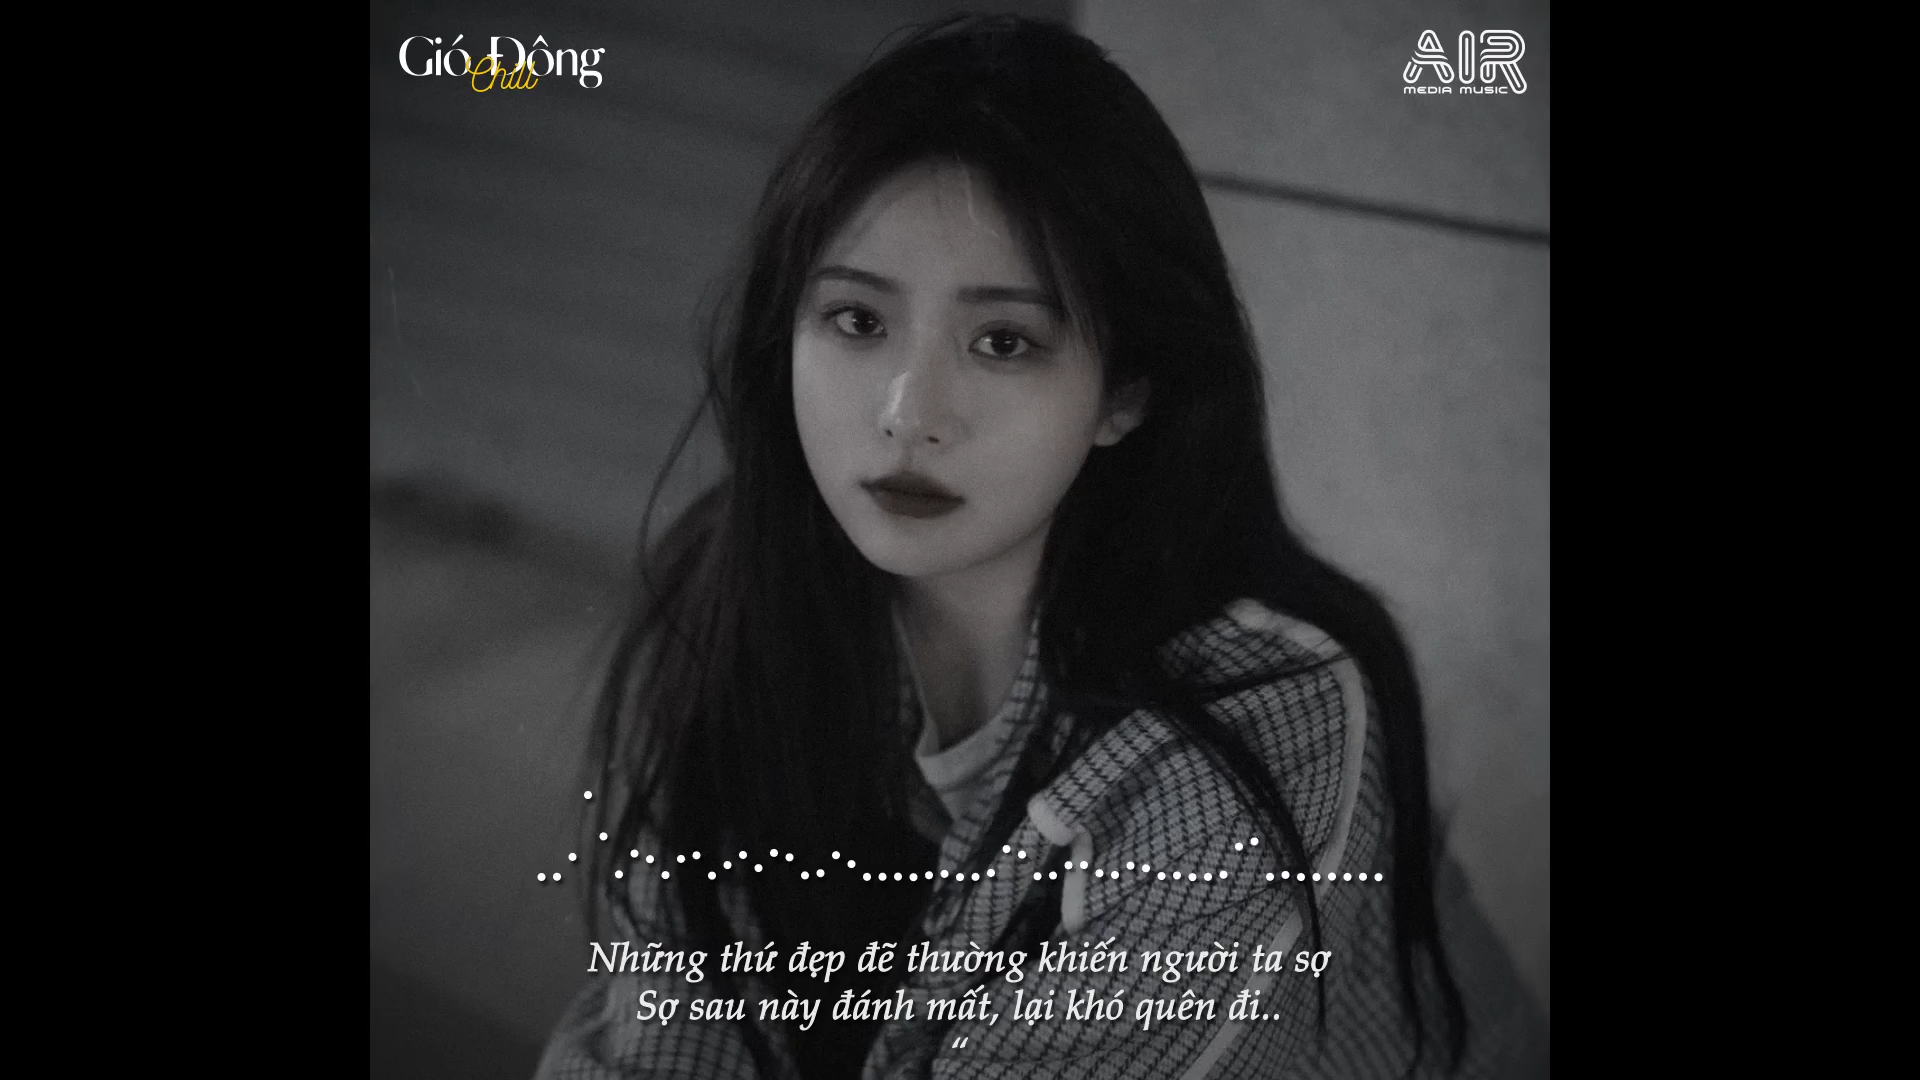 Gió Đông
Chill
AIR
MEDIA MUSIC
Những thứ đẹp đẽ thường khiến người ta sợ
Sợ sau này đánh mất, lại khó quên đi..
“